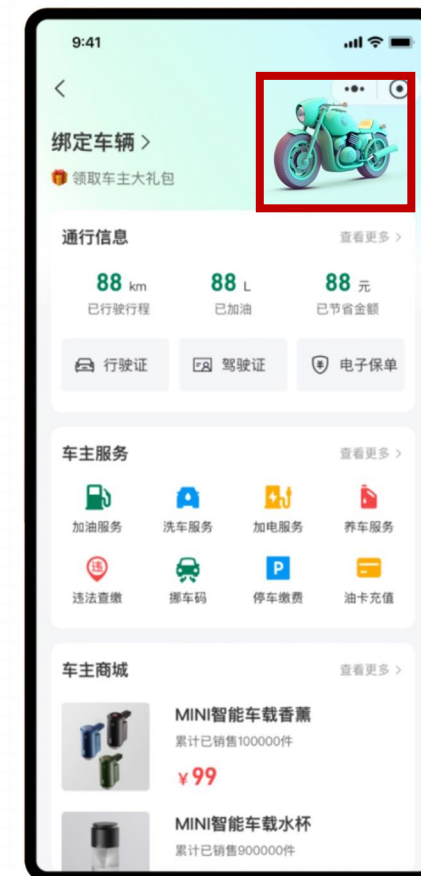 9:41
绑定车辆 >
领取车主大礼包
通行信息 查看更多 >
88 km 88 L 88 元
已行驶行程 已加油 已节省金额
行驶证 驾驶证 电子保单
车主服务 查看更多 >
加油服务 洗车服务 加电服务 养车服务
违
P
违法查缴 挪车码 停车缴费 油卡充值
车主商城 查看更多 >
MINI智能车载香薰
累计已销售100000件
¥99
MINI智能车载水杯
累计已销售900000件